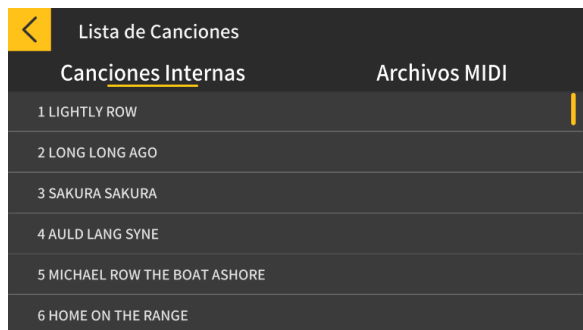 Lista de Canciones
Canciones Internas Archivos MIDI
1 LIGHTLY ROW
2 LONG LONG AGO
3 SAKURA SAKURA
4 AULD LANG SYNE
5 MICHAEL ROW THE BOAT ASHORE
6 HOME ON THE RANGE